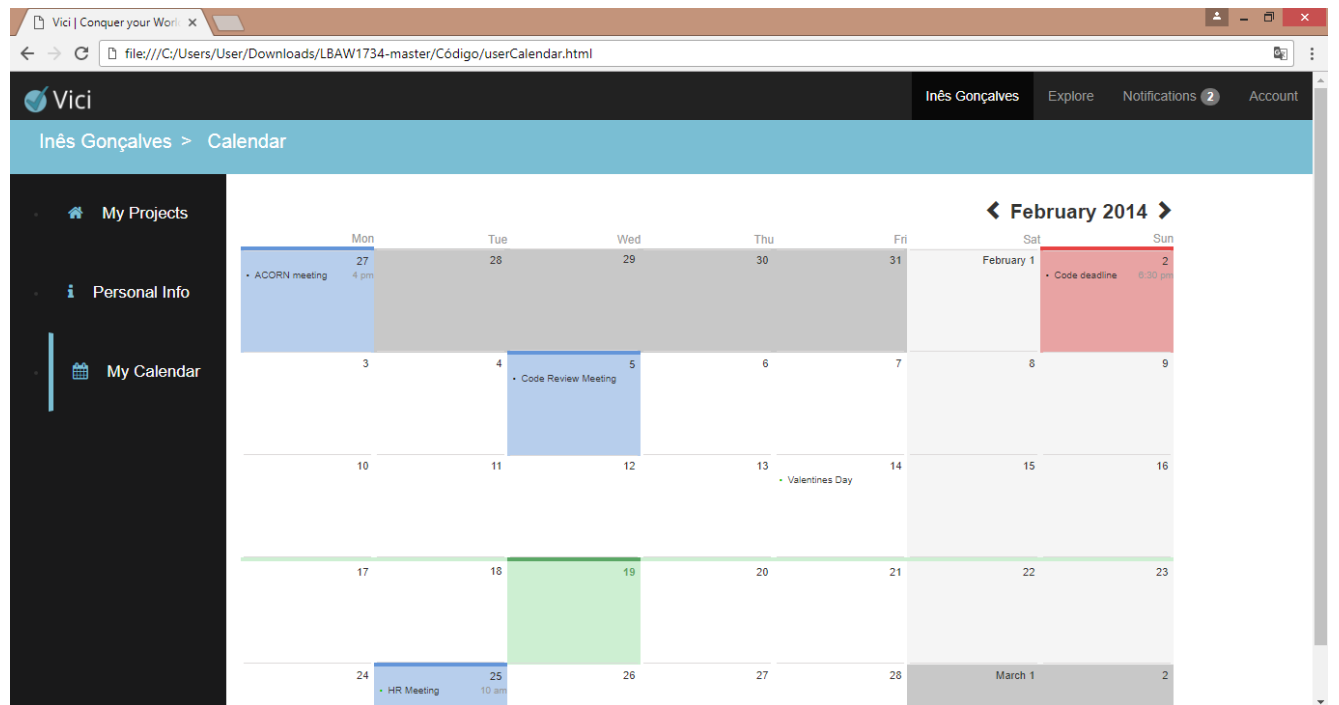 Vici | Conquer your Worl
file:///C:/Users/User/Downloads/LBAW1734-master/Código/userCalendar.html
Vici Inês Gonçalves Explore Notifications 2 Account
Inês Gonçalves > Calendar
My Projects
Personal Info
My Calendar
February 2014
Mon Tue Wed Thu Fri Sat Sun
27 28 29 30 31 February 1 2
ACORN meeting 4 pm Code deadline 6:30 pm
3 4 5 6 7 8 9
Code Review Meeting
10 11 12 13 14 15 16
Valentines Day
17 18 19 20 21 22 23
24 25 26 27 28 March 1 2
HR Meeting 10 am